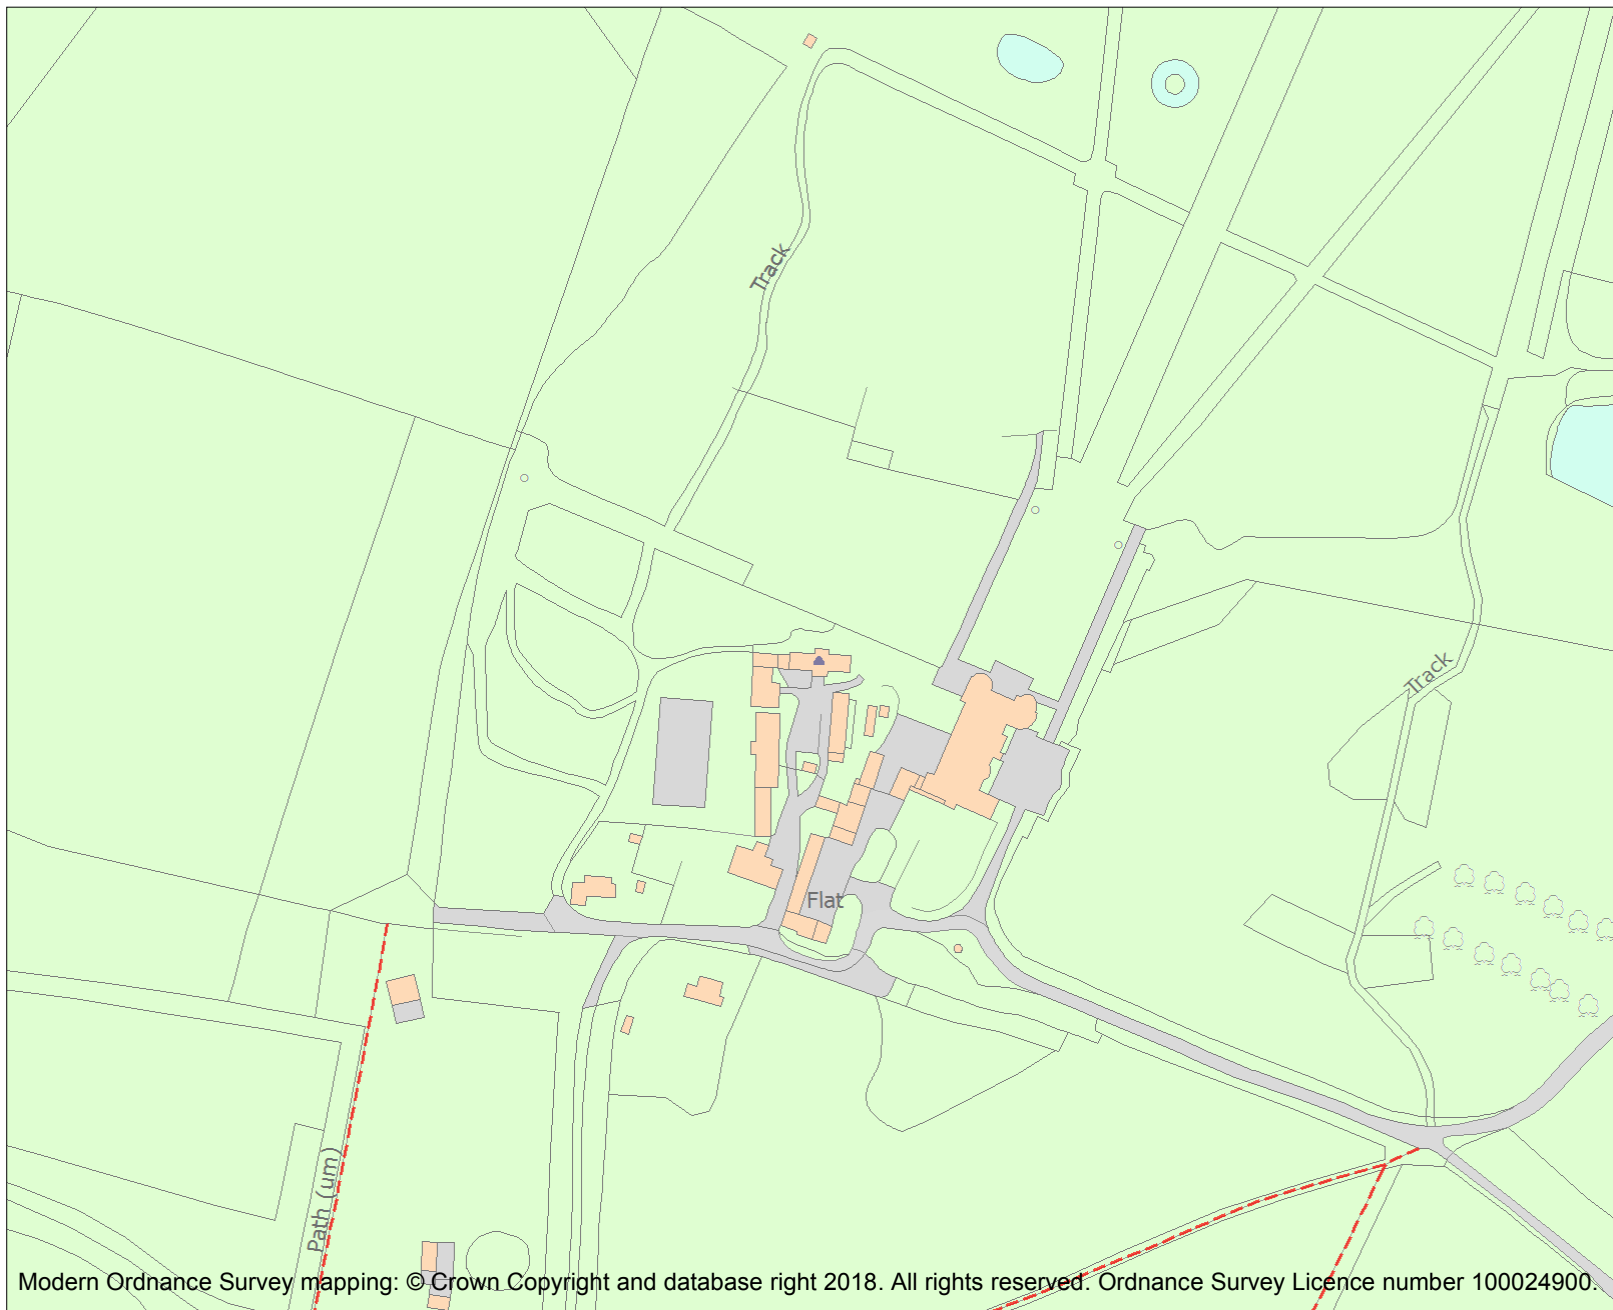 Track
Track
Flat
Path (um)
Modern Ordnance Survey mapping: © Crown Copyright and database right 2018. All rights reserved. Ordnance Survey Licence number 100024900.